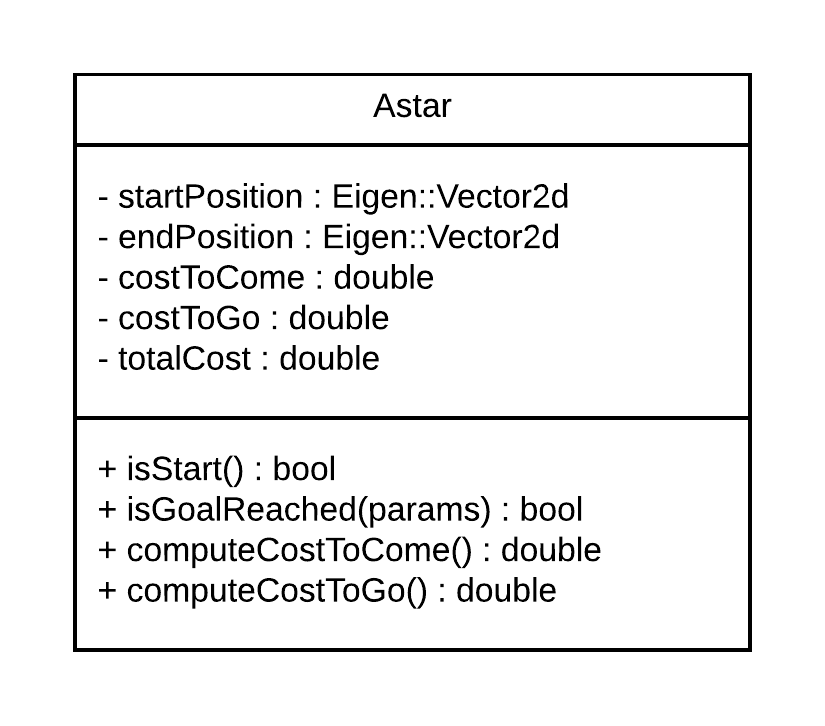 Astar
- startPosition : Eigen::Vector2d
- endPosition : Eigen::Vector2d
- costToCome : double
- costToGo : double
- totalCost : double
+ isStart() : bool
+ isGoalReached(params) : bool
+ computeCostToCome() : double
+ computeCostToGo() : double